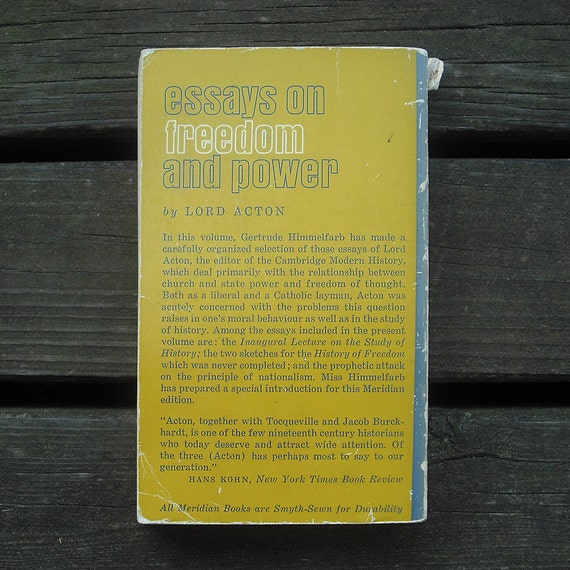 essays on
freedom
and power
by LORD ACTON
In this volume, Gertrude Himmelfarb has made a
carefully organized selection of those essays of Lord
Acton, the editor of the Cambridge Modern History,
which deal primarily with the relationship between
church and state power and freedom of thought.
Both as a liberal and a Catholic layman, Acton was
acutely concerned with the problems this question
raises in one's moral behaviour as well as in the study
of history. Among the essays included in the present
volume are: the Inaugural Lecture on the Study of
History; the two sketches for the History of Freedom
which was never completed; and the prophetic attack
on the principle of nationalism. Miss Himmelfarb
has prepared a special introduction for this Meridian
edition.
"Acton, together with Tocqueville and Jacob Burck-
hardt, is one of the few nineteenth century historians
who today deserve and attract wide attention. Of
the three (Acton) has perhaps most to say to our
generation."
HANS KOHN, New York Times Book Review
All Meridian Books are Smyth-Sewn for Durability